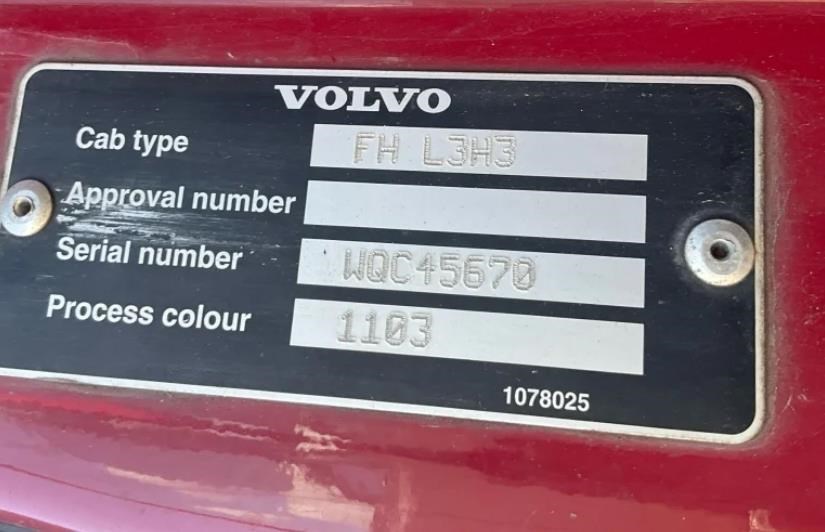 VOLVO
Cab type FH L3H3
Approval number
Serial number WQC45670
Process colour 1103
1078025